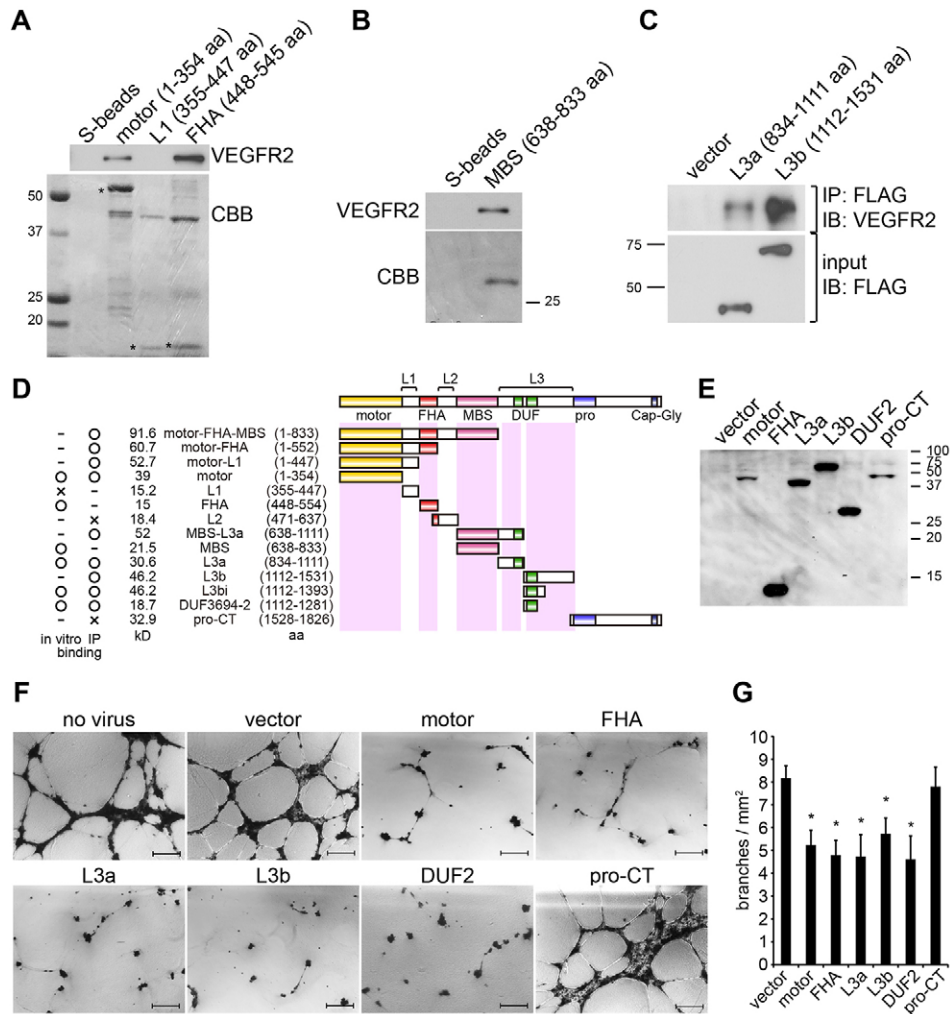 A
S-beads
motor (1-354 aa)
L1 (355-447 aa)
FHA (448-545 aa)
VEGFR2
CBB
50
37
25
20
*
*
*
B
S-beads
MBS (638-833 aa)
VEGFR2
CBB
25
C
vector
L3a (834-1111 aa)
L3b (1112-1531 aa)
IP: FLAG
IB: VEGFR2
75
50
input
IB: FLAG
D
L1 L2 L3
motor FHA MBS DUF pro Cap-Gly
- O 91.6 motor-FHA-MBS (1-833)
- O 60.7 motor-FHA (1-552)
- O 52.7 motor-L1 (1-447)
O O 39 motor (1-354)
x - 15.2 L1 (355-447)
O - 15 FHA (448-554)
- x 18.4 L2 (471-637)
- O 52 MBS-L3a (638-1111)
O - 21.5 MBS (638-833)
O O 30.6 L3a (834-1111)
- O 46.2 L3b (1112-1531)
O O 46.2 L3bi (1112-1393)
O O 18.7 DUF3694-2 (1112-1281)
- x 32.9 pro-CT (1528-1826)
in vitro IP kD aa
binding
E
vector
motor
FHA
L3a
L3b
DUF2
pro-CT
100
75
50
37
25
20
15
F
no virus vector motor FHA
L3a L3b DUF2 pro-CT
G
branches / mm²
10
9
8
7
6
5
4
3
2
1
0
* * * * *
vector
motor
FHA
L3a
L3b
DUF2
pro-CT